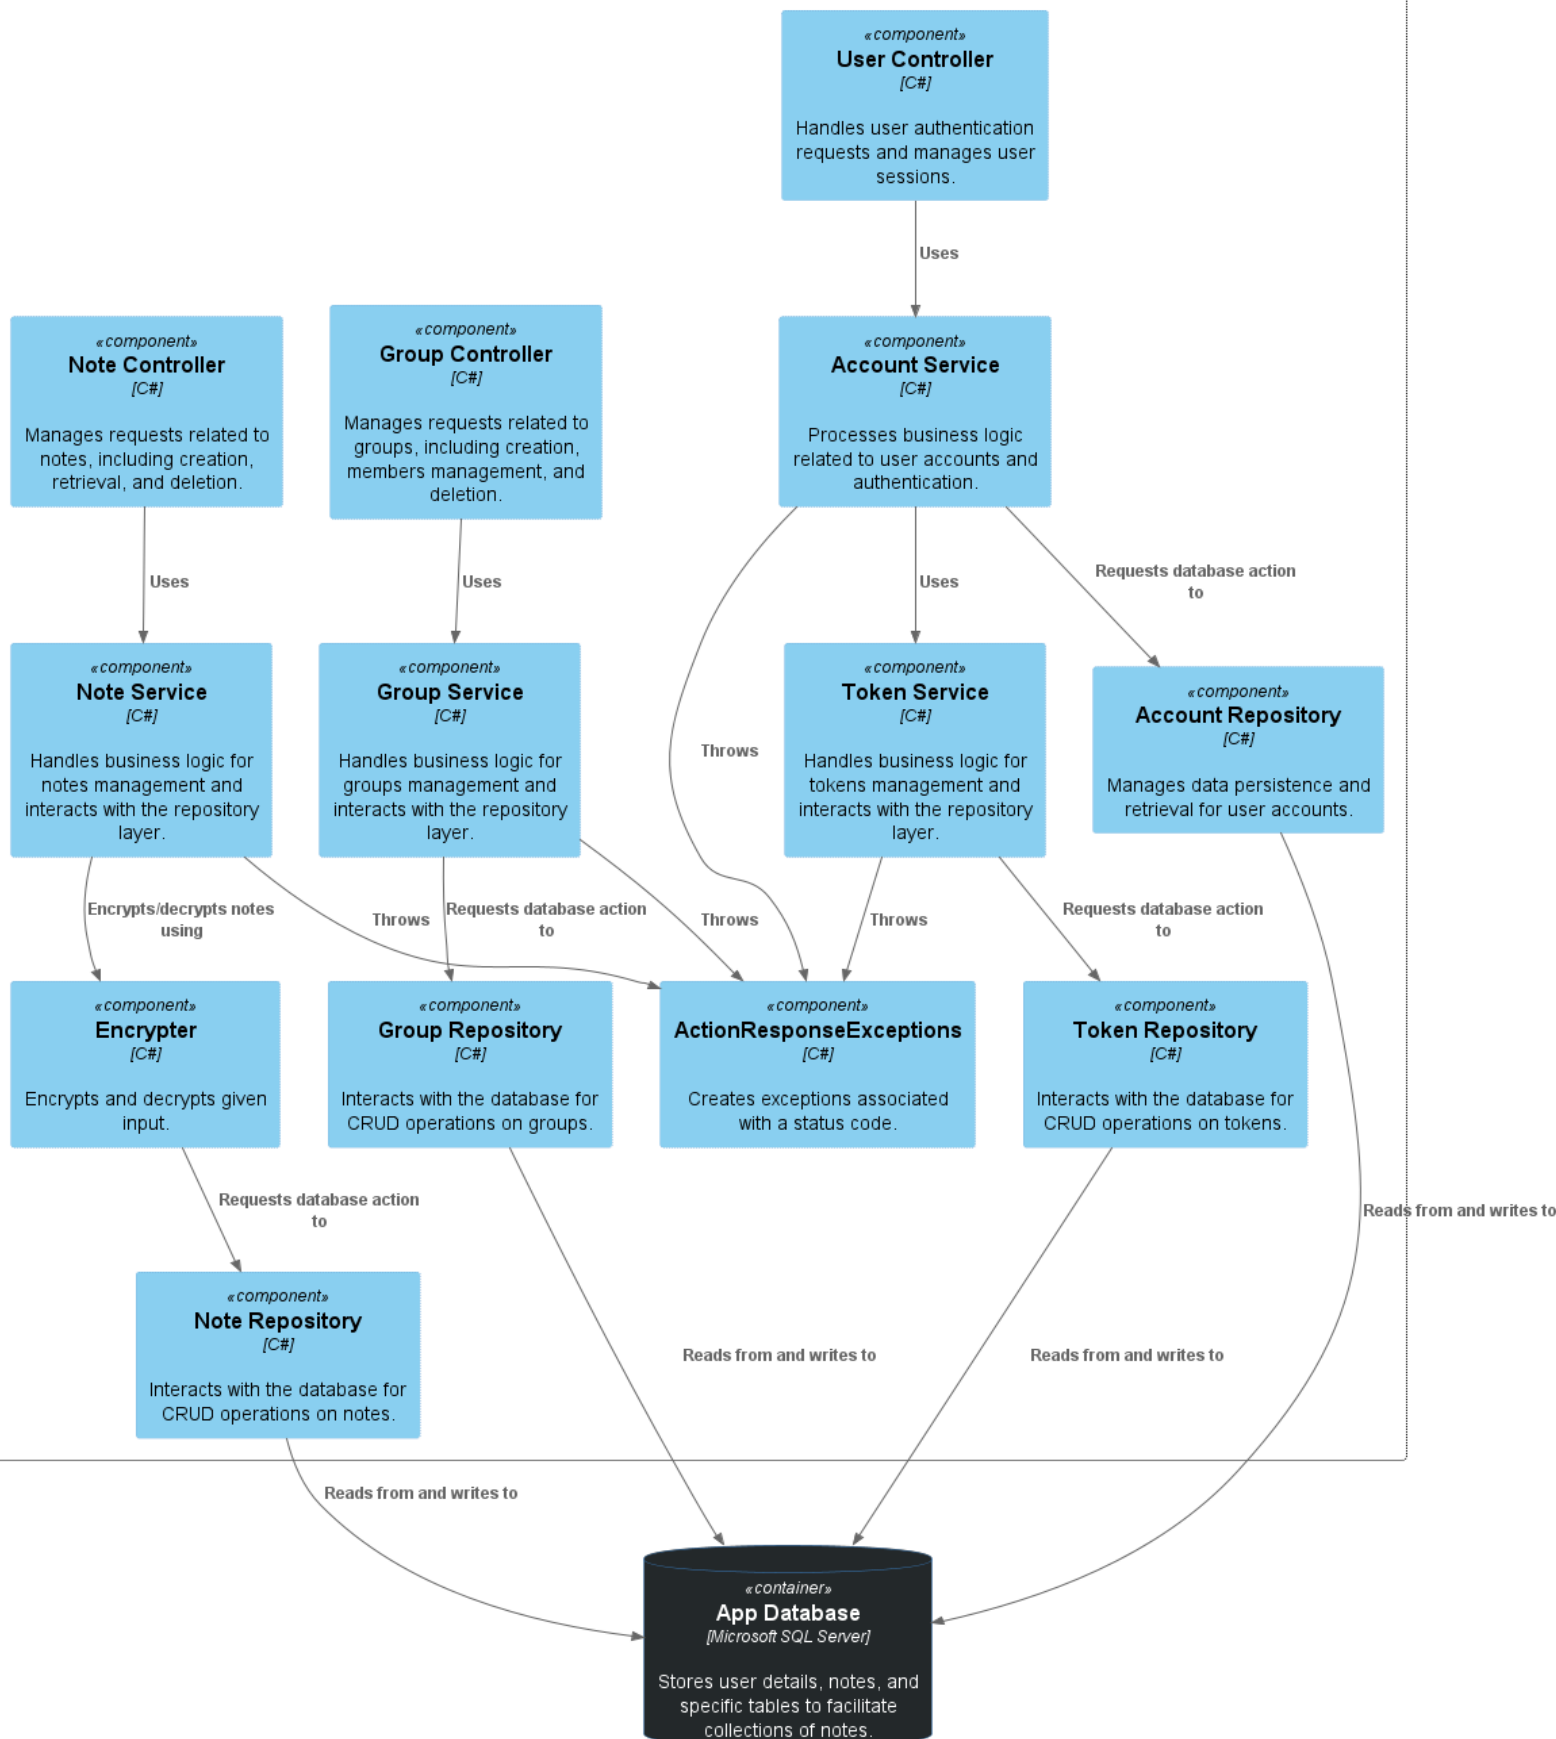 «component»
User Controller
[C#]
Handles user authentication
requests and manages user
sessions.
Uses
«component»
Note Controller
[C#]
Manages requests related to
notes, including creation,
retrieval, and deletion.
«component»
Group Controller
[C#]
Manages requests related to
groups, including creation,
members management, and
deletion.
«component»
Account Service
[C#]
Processes business logic
related to user accounts and
authentication.
Uses
Uses
Uses
Requests database action
to
«component»
Note Service
[C#]
Handles business logic for
notes management and
interacts with the repository
layer.
«component»
Group Service
[C#]
Handles business logic for
groups management and
interacts with the repository
layer.
Throws
«component»
Token Service
[C#]
Handles business logic for
tokens management and
interacts with the repository
layer.
«component»
Account Repository
[C#]
Manages data persistence and
retrieval for user accounts.
Encrypts/decrypts notes
using
Throws
Requests database action
to
Throws
Throws
Requests database action
to
«component»
Encrypter
[C#]
Encrypts and decrypts given
input.
«component»
Group Repository
[C#]
Interacts with the database for
CRUD operations on groups.
«component»
ActionResponseExceptions
[C#]
Creates exceptions associated
with a status code.
«component»
Token Repository
[C#]
Interacts with the database for
CRUD operations on tokens.
Requests database action
to
Reads from and writes to
«component»
Note Repository
[C#]
Interacts with the database for
CRUD operations on notes.
Reads from and writes to
Reads from and writes to
Reads from and writes to
«container»
App Database
[Microsoft SQL Server]
Stores user details, notes, and
specific tables to facilitate
collections of notes.